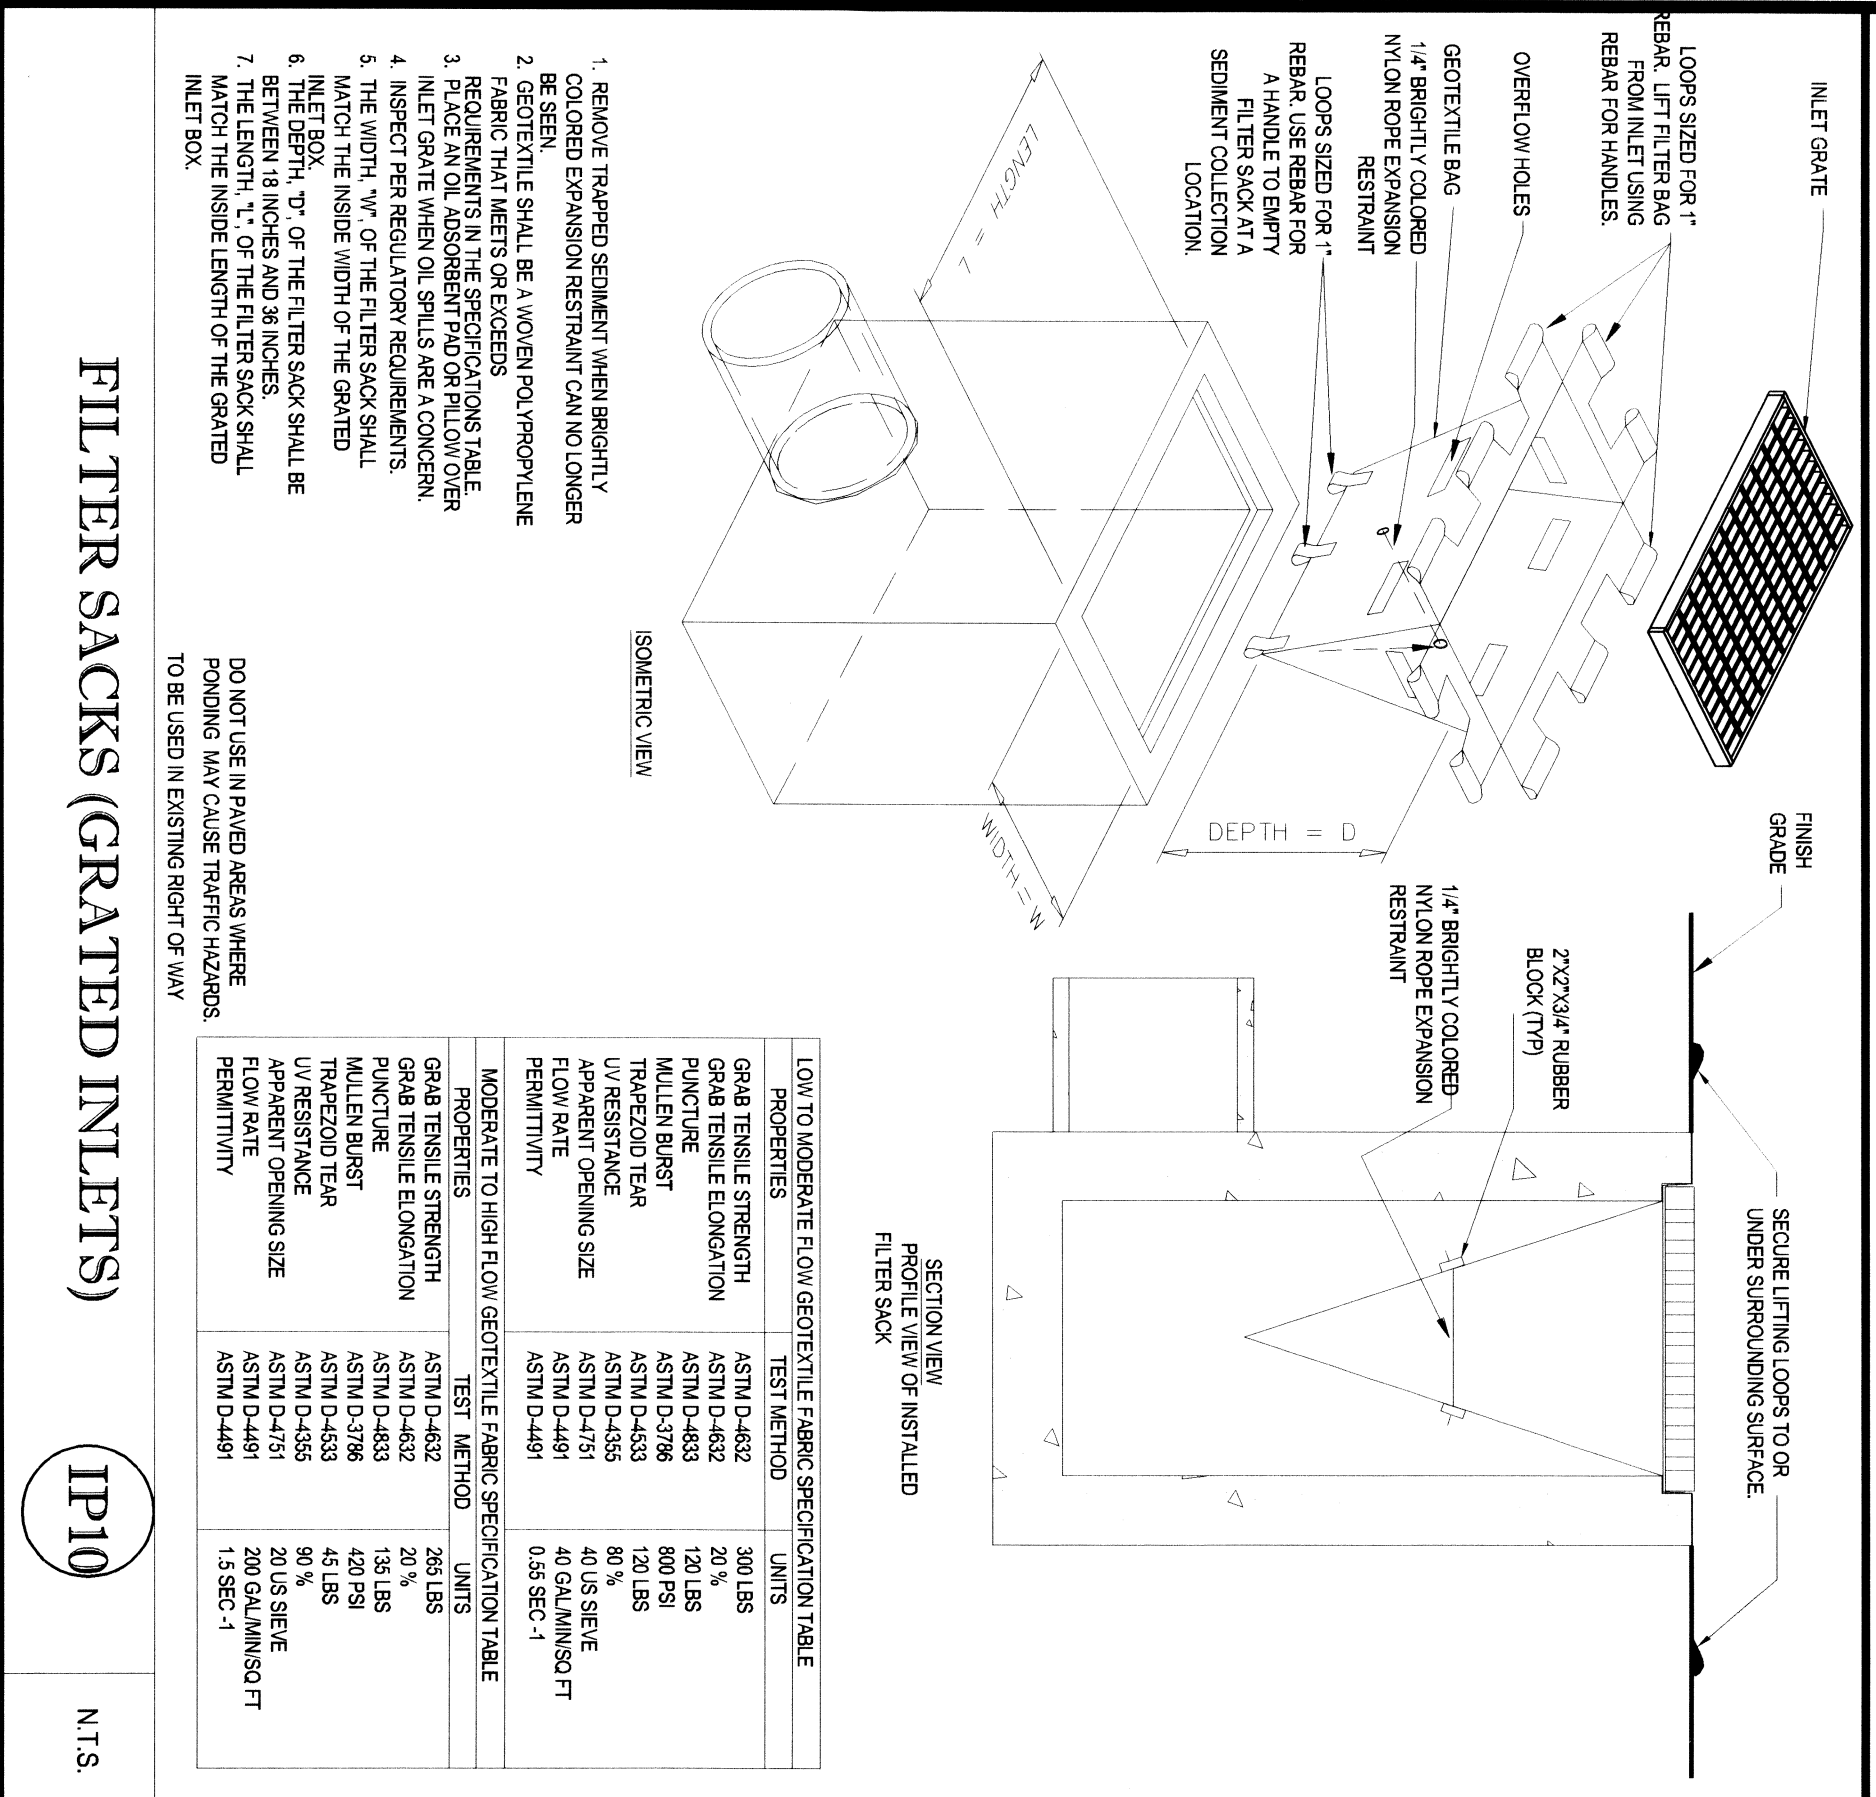 INLET GRATE
LOOPS SIZED FOR 1"
REBAR. LIFT FILTER BAG
FROM INLET USING
REBAR FOR HANDLES.
OVERFLOW HOLES
GEOTEXTILE BAG
1/4" BRIGHTLY COLORED
NYLON ROPE EXPANSION
RESTRAINT
LOOPS SIZED FOR 1"
REBAR. USE REBAR FOR
A HANDLE TO EMPTY
FILTER SACK AT A
SEDIMENT COLLECTION
LOCATION.
LENGTH = L
DEPTH = D
WIDTH = W
ISOMETRIC VIEW
FINISH
GRADE
2"X2"X3/4" RUBBER
BLOCK (TYP)
1/4" BRIGHTLY COLORED
NYLON ROPE EXPANSION
RESTRAINT
SECURE LIFTING LOOPS TO OR
UNDER SURROUNDING SURFACE.
SECTION VIEW
PROFILE VIEW OF INSTALLED
FILTER SACK
1. REMOVE TRAPPED SEDIMENT WHEN BRIGHTLY
COLORED EXPANSION RESTRAINT CAN NO LONGER
BE SEEN.
2. GEOTEXTILE SHALL BE A WOVEN POLYPROPYLENE
FABRIC THAT MEETS OR EXCEEDS
REQUIREMENTS IN THE SPECIFICATIONS TABLE.
3. PLACE AN OIL ADSORBENT PAD OR PILLOW OVER
INLET GRATE WHEN OIL SPILLS ARE A CONCERN.
4. INSPECT PER REGULATORY REQUIREMENTS.
5. THE WIDTH, "W", OF THE FILTER SACK SHALL
MATCH THE INSIDE WIDTH OF THE GRATED
INLET BOX.
6. THE DEPTH, "D", OF THE FILTER SACK SHALL BE
BETWEEN 18 INCHES AND 36 INCHES.
7. THE LENGTH, "L", OF THE FILTER SACK SHALL
MATCH THE INSIDE LENGTH OF THE GRATED
INLET BOX.
DO NOT USE IN PAVED AREAS WHERE
PONDING MAY CAUSE TRAFFIC HAZARDS.
TO BE USED IN EXISTING RIGHT OF WAY
LOW TO MODERATE FLOW GEOTEXTILE FABRIC SPECIFICATION TABLE
PROPERTIES TEST METHOD UNITS
GRAB TENSILE STRENGTH ASTM D-4632 300 LBS
GRAB TENSILE ELONGATION ASTM D-4632 20 %
PUNCTURE ASTM D-4833 120 LBS
MULLEN BURST ASTM D-3786 800 PSI
TRAPEZOID TEAR ASTM D-4533 120 LBS
UV RESISTANCE ASTM D-4355 80 %
APPARENT OPENING SIZE ASTM D-4751 40 US SIEVE
FLOW RATE ASTM D-4491 40 GAL/MIN/SQ FT
PERMITTIVITY ASTM D-4491 0.55 SEC -1
MODERATE TO HIGH FLOW GEOTEXTILE FABRIC SPECIFICATION TABLE
PROPERTIES TEST METHOD UNITS
GRAB TENSILE STRENGTH ASTM D-4632 265 LBS
GRAB TENSILE ELONGATION ASTM D-4632 20 %
PUNCTURE ASTM D-4833 135 LBS
MULLEN BURST ASTM D-3786 420 PSI
TRAPEZOID TEAR ASTM D-4533 45 LBS
UV RESISTANCE ASTM D-4355 90 %
APPARENT OPENING SIZE ASTM D-4751 20 US SIEVE
FLOW RATE ASTM D-4491 200 GAL/MIN/SQ FT
PERMITTIVITY ASTM D-4491 1.5 SEC -1
FILTER SACKS (GRATED INLETS)
IP10
N.T.S.